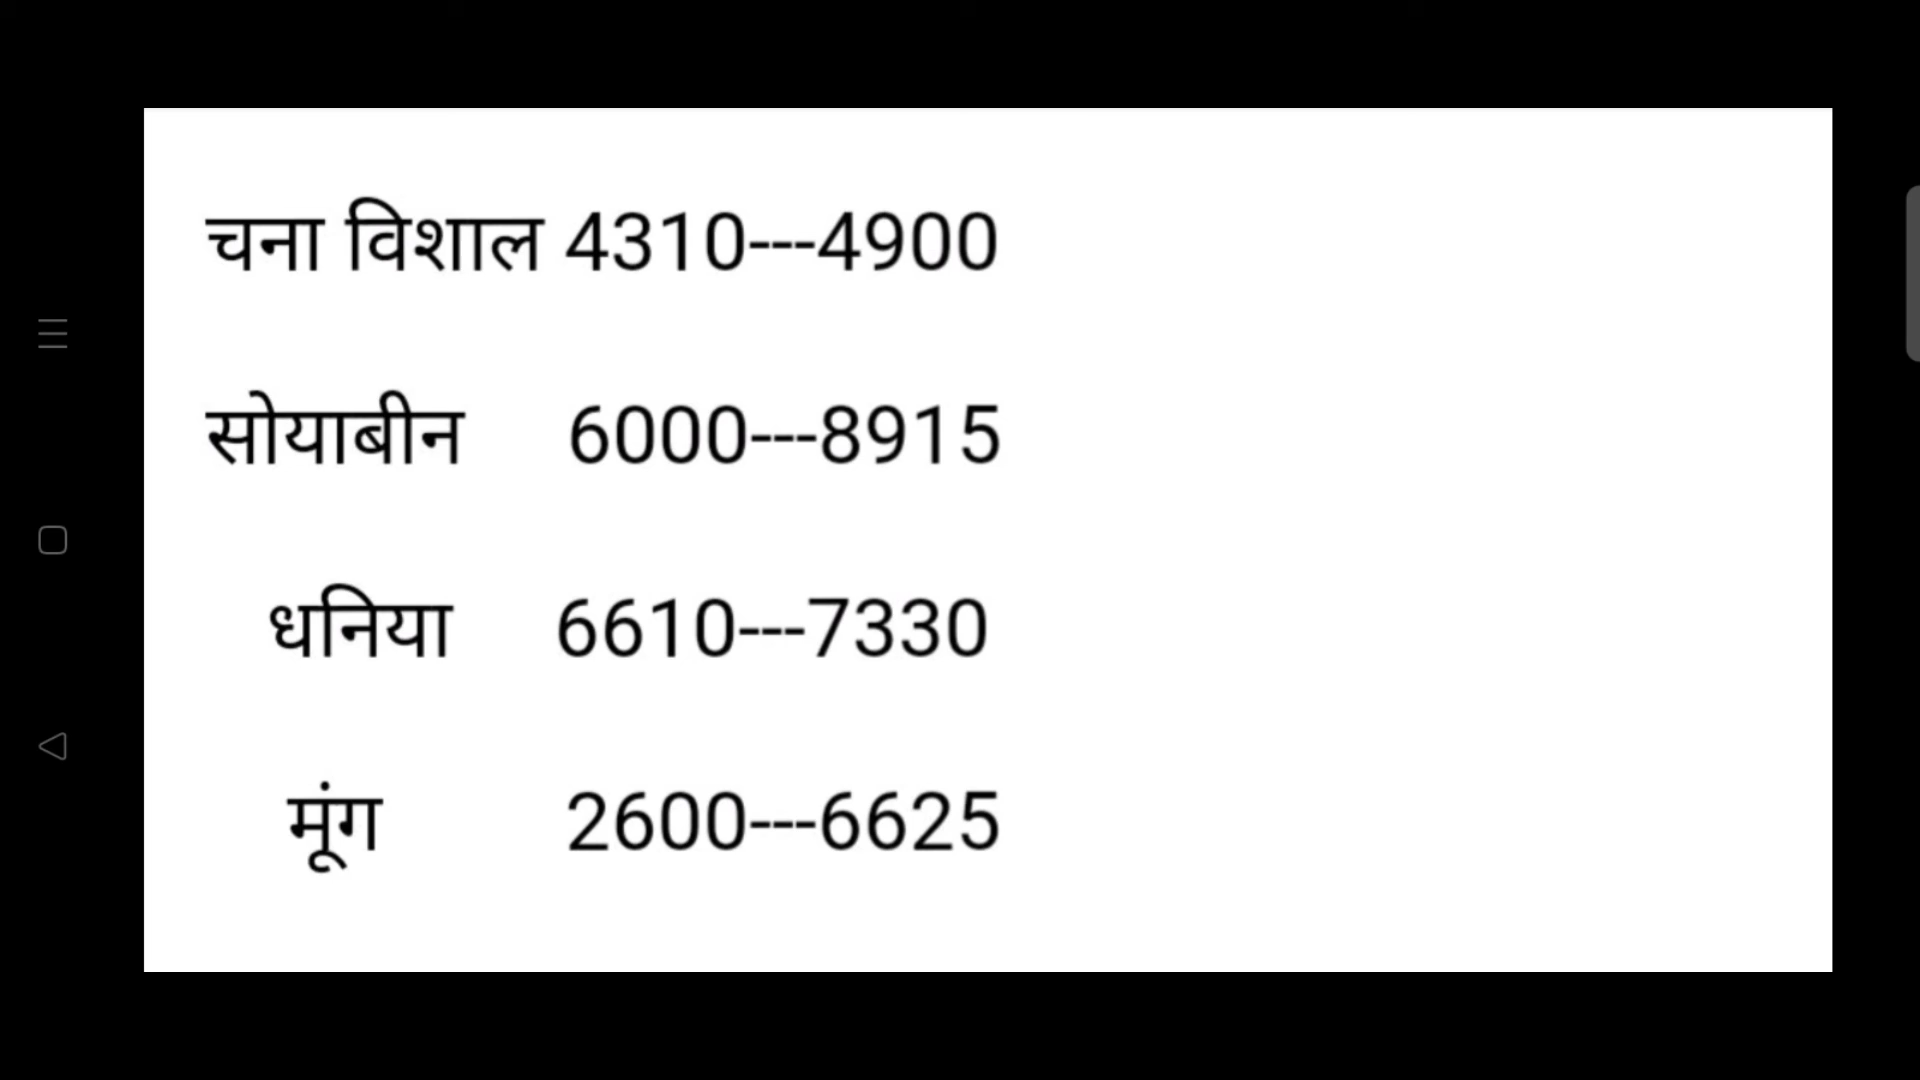 चना विशाल 4310---4900
सोयाबीन 6000---8915
धनिया 6610---7330
मूंग 2600---6625